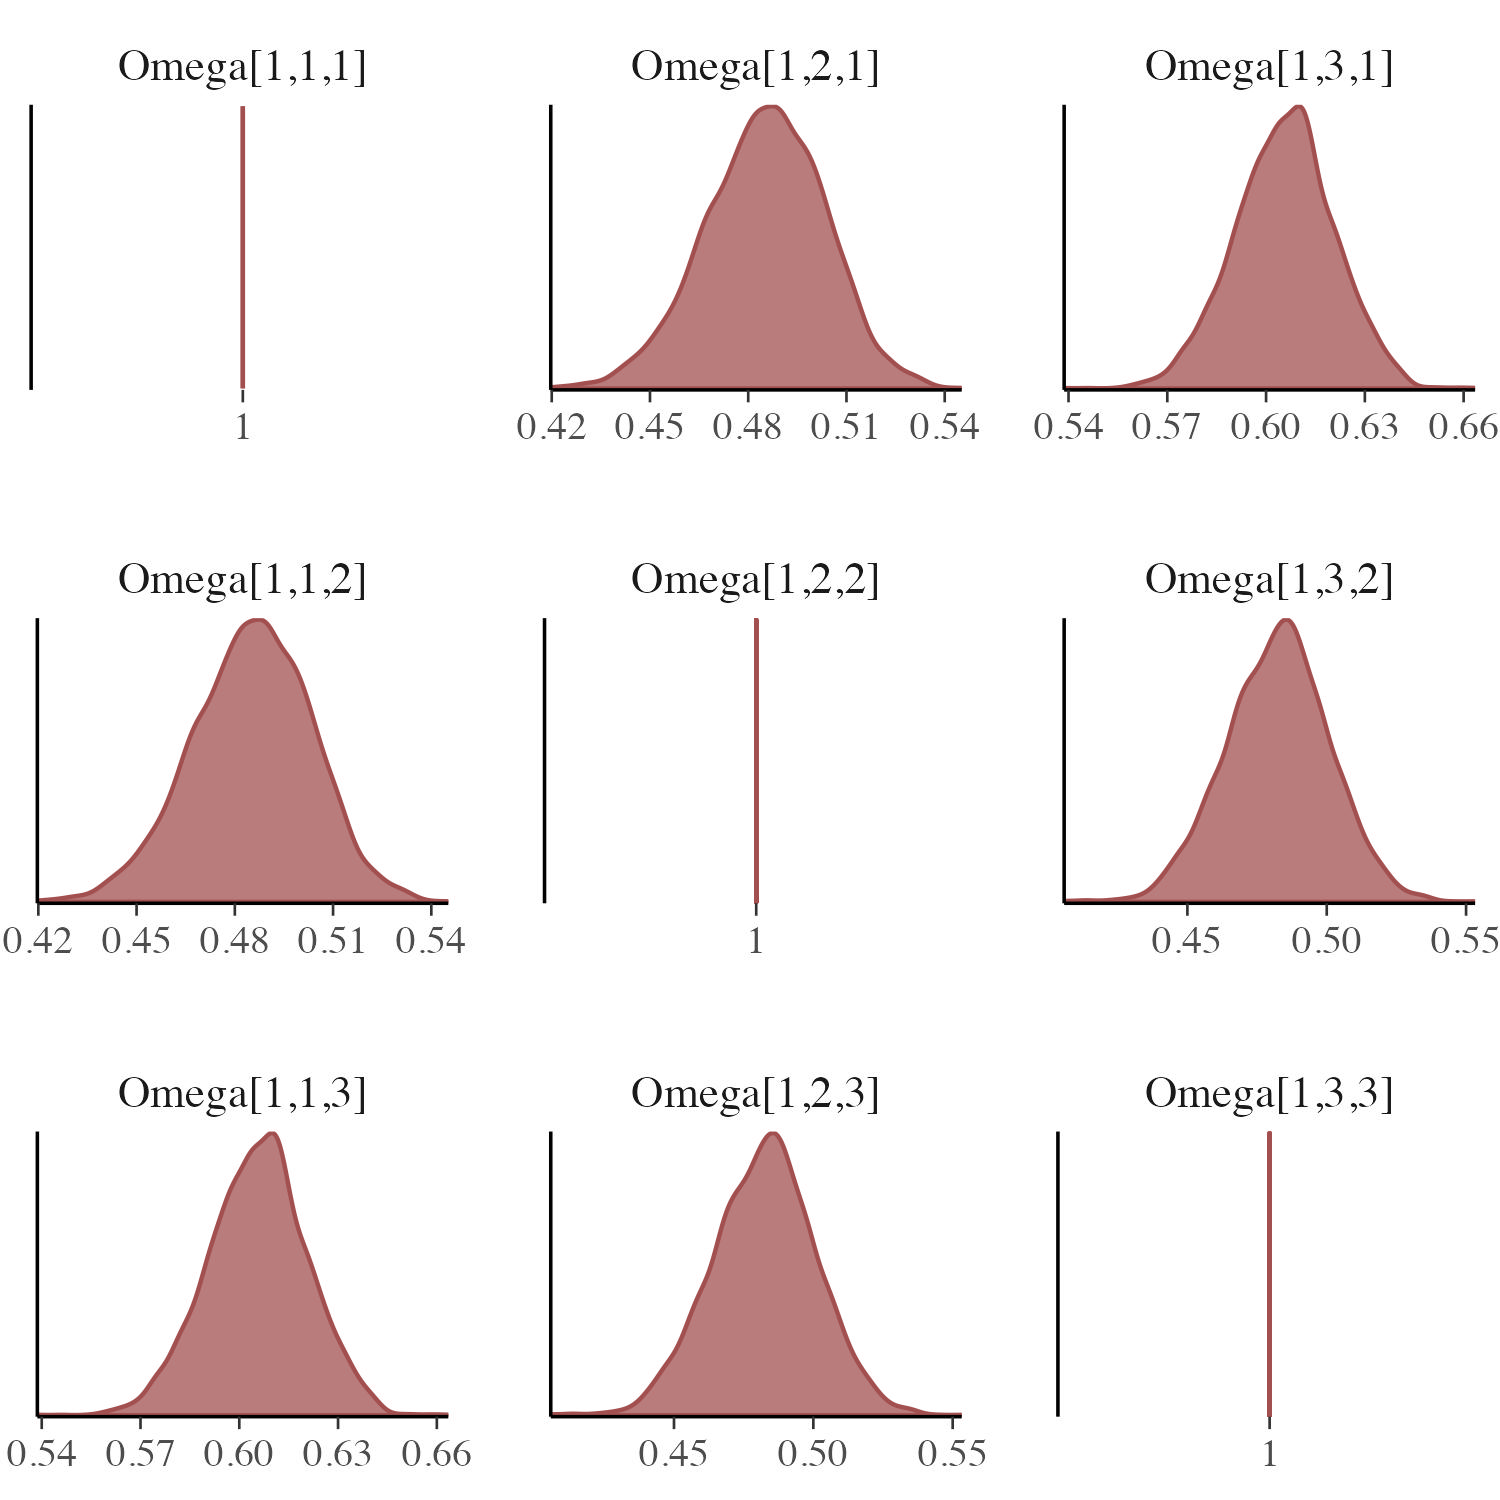 Omega[1,1,1] Omega[1,2,1] Omega[1,3,1]
1 0.42 0.45 0.48 0.51 0.54 0.54 0.57 0.60 0.63 0.66
Omega[1,1,2] Omega[1,2,2] Omega[1,3,2]
0.42 0.45 0.48 0.51 0.54 1 0.45 0.50 0.55
Omega[1,1,3] Omega[1,2,3] Omega[1,3,3]
0.54 0.57 0.60 0.63 0.66 0.45 0.50 0.55 1